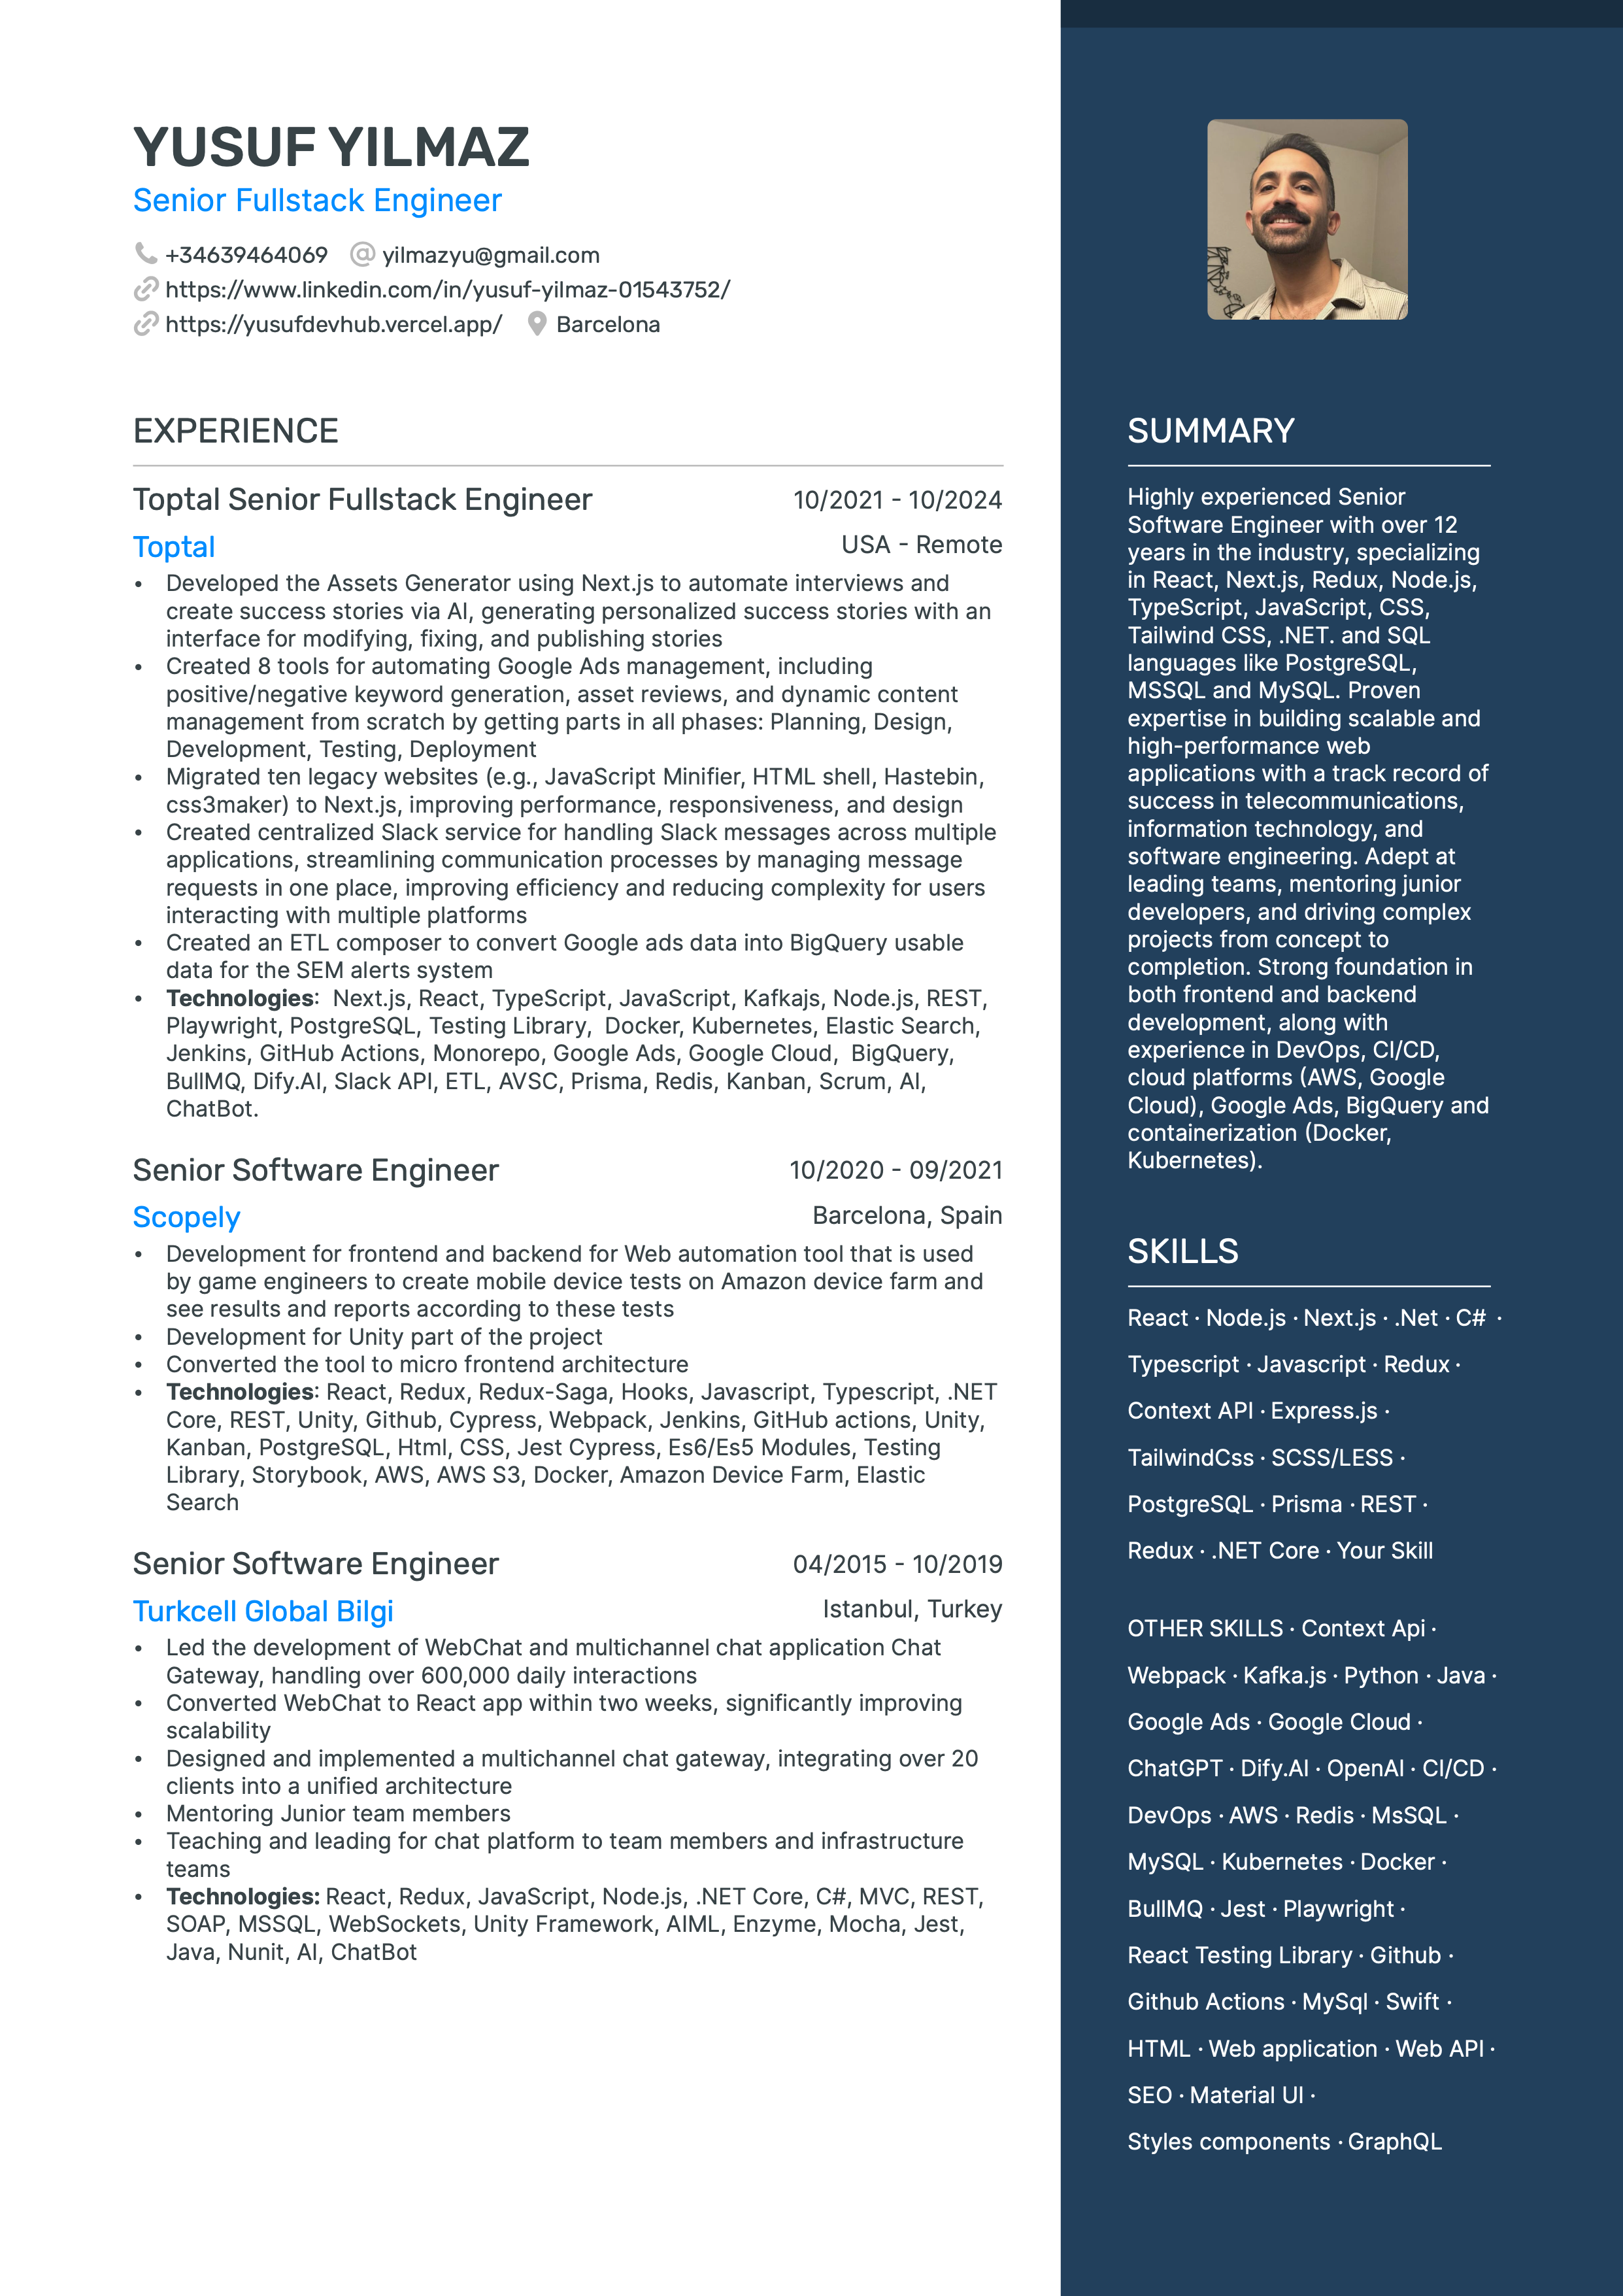 YUSUF YILMAZ
Senior Fullstack Engineer
+34639464069 yilmazyu@gmail.com
https://www.linkedin.com/in/yusuf-yilmaz-01543752/
https://yusufdevhub.vercel.app/ Barcelona
EXPERIENCE
Toptal Senior Fullstack Engineer 10/2021 - 10/2024
Toptal USA - Remote
• Developed the Assets Generator using Next.js to automate interviews and
create success stories via AI, generating personalized success stories with an
interface for modifying, fixing, and publishing stories
• Created 8 tools for automating Google Ads management, including
positive/negative keyword generation, asset reviews, and dynamic content
management from scratch by getting parts in all phases: Planning, Design,
Development, Testing, Deployment
• Migrated ten legacy websites (e.g., JavaScript Minifier, HTML shell, Hastebin,
css3maker) to Next.js, improving performance, responsiveness, and design
• Created centralized Slack service for handling Slack messages across multiple
applications, streamlining communication processes by managing message
requests in one place, improving efficiency and reducing complexity for users
interacting with multiple platforms
• Created an ETL composer to convert Google ads data into BigQuery usable
data for the SEM alerts system
• Technologies: Next.js, React, TypeScript, JavaScript, Kafkajs, Node.js, REST,
Playwright, PostgreSQL, Testing Library, Docker, Kubernetes, Elastic Search,
Jenkins, GitHub Actions, Monorepo, Google Ads, Google Cloud, BigQuery,
BullMQ, Dify.AI, Slack API, ETL, AVSC, Prisma, Redis, Kanban, Scrum, AI,
ChatBot.
Senior Software Engineer 10/2020 - 09/2021
Scopely Barcelona, Spain
• Development for frontend and backend for Web automation tool that is used
by game engineers to create mobile device tests on Amazon device farm and
see results and reports according to these tests
• Development for Unity part of the project
• Converted the tool to micro frontend architecture
• Technologies: React, Redux, Redux-Saga, Hooks, Javascript, Typescript, .NET
Core, REST, Unity, Github, Cypress, Webpack, Jenkins, GitHub actions, Unity,
Kanban, PostgreSQL, Html, CSS, Jest Cypress, Es6/Es5 Modules, Testing
Library, Storybook, AWS, AWS S3, Docker, Amazon Device Farm, Elastic
Search
Senior Software Engineer 04/2015 - 10/2019
Turkcell Global Bilgi Istanbul, Turkey
• Led the development of WebChat and multichannel chat application Chat
Gateway, handling over 600,000 daily interactions
• Converted WebChat to React app within two weeks, significantly improving
scalability
• Designed and implemented a multichannel chat gateway, integrating over 20
clients into a unified architecture
• Mentoring Junior team members
• Teaching and leading for chat platform to team members and infrastructure
teams
• Technologies: React, Redux, JavaScript, Node.js, .NET Core, C#, MVC, REST,
SOAP, MSSQL, WebSockets, Unity Framework, AIML, Enzyme, Mocha, Jest,
Java, Nunit, AI, ChatBot
SUMMARY
Highly experienced Senior
Software Engineer with over 12
years in the industry, specializing
in React, Next.js, Redux, Node.js,
TypeScript, JavaScript, CSS,
Tailwind CSS, .NET. and SQL
languages like PostgreSQL,
MSSQL and MySQL. Proven
expertise in building scalable and
high-performance web
applications with a track record of
success in telecommunications,
information technology, and
software engineering. Adept at
leading teams, mentoring junior
developers, and driving complex
projects from concept to
completion. Strong foundation in
both frontend and backend
development, along with
experience in DevOps, CI/CD,
cloud platforms (AWS, Google
Cloud), Google Ads, BigQuery and
containerization (Docker,
Kubernetes).
SKILLS
React · Node.js · Next.js · .Net · C# ·
Typescript · Javascript · Redux ·
Context API · Express.js ·
TailwindCss · SCSS/LESS ·
PostgreSQL · Prisma · REST ·
Redux · .NET Core · Your Skill
OTHER SKILLS · Context Api ·
Webpack · Kafka.js · Python · Java ·
Google Ads · Google Cloud ·
ChatGPT · Dify.AI · OpenAI · CI/CD ·
DevOps · AWS · Redis · MsSQL ·
MySQL · Kubernetes · Docker ·
BullMQ · Jest · Playwright ·
React Testing Library · Github ·
Github Actions · MySql · Swift ·
HTML · Web application · Web API ·
SEO · Material UI ·
Styles components · GraphQL